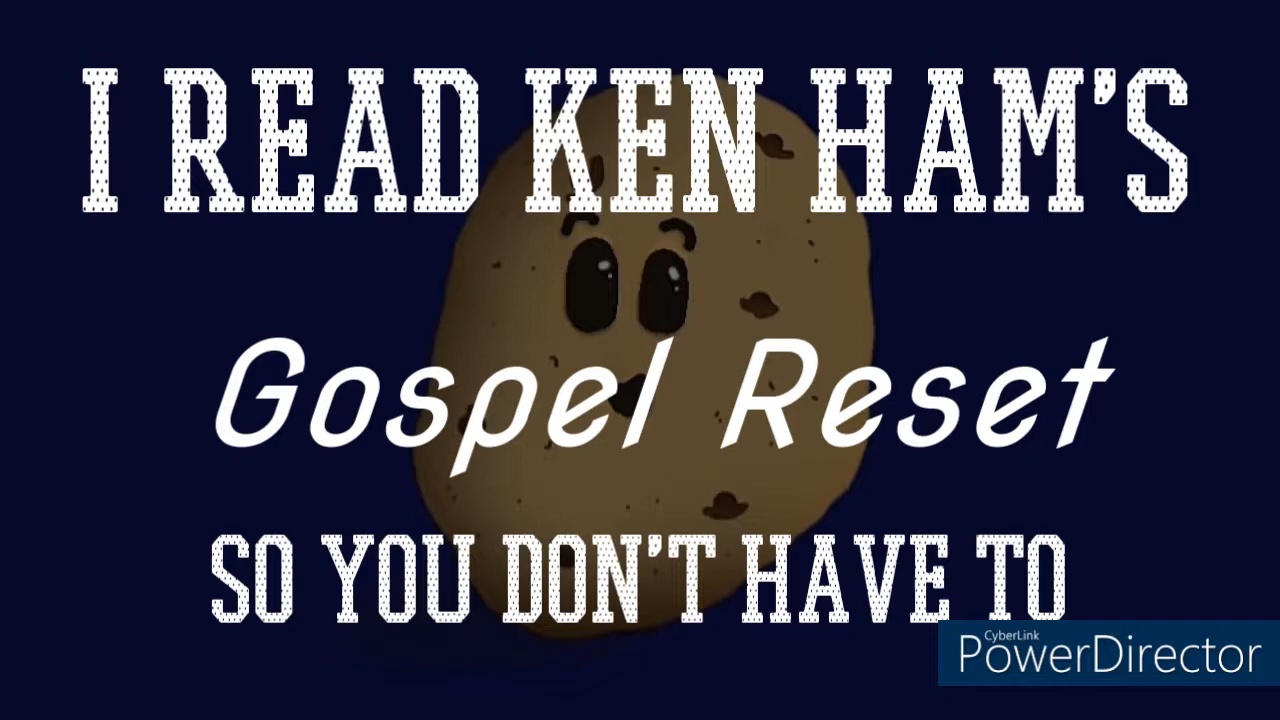 I READ KEN HAM'S
Gospel Reset
SO YOU DON'T HAVE TO
CyberLink
PowerDirector